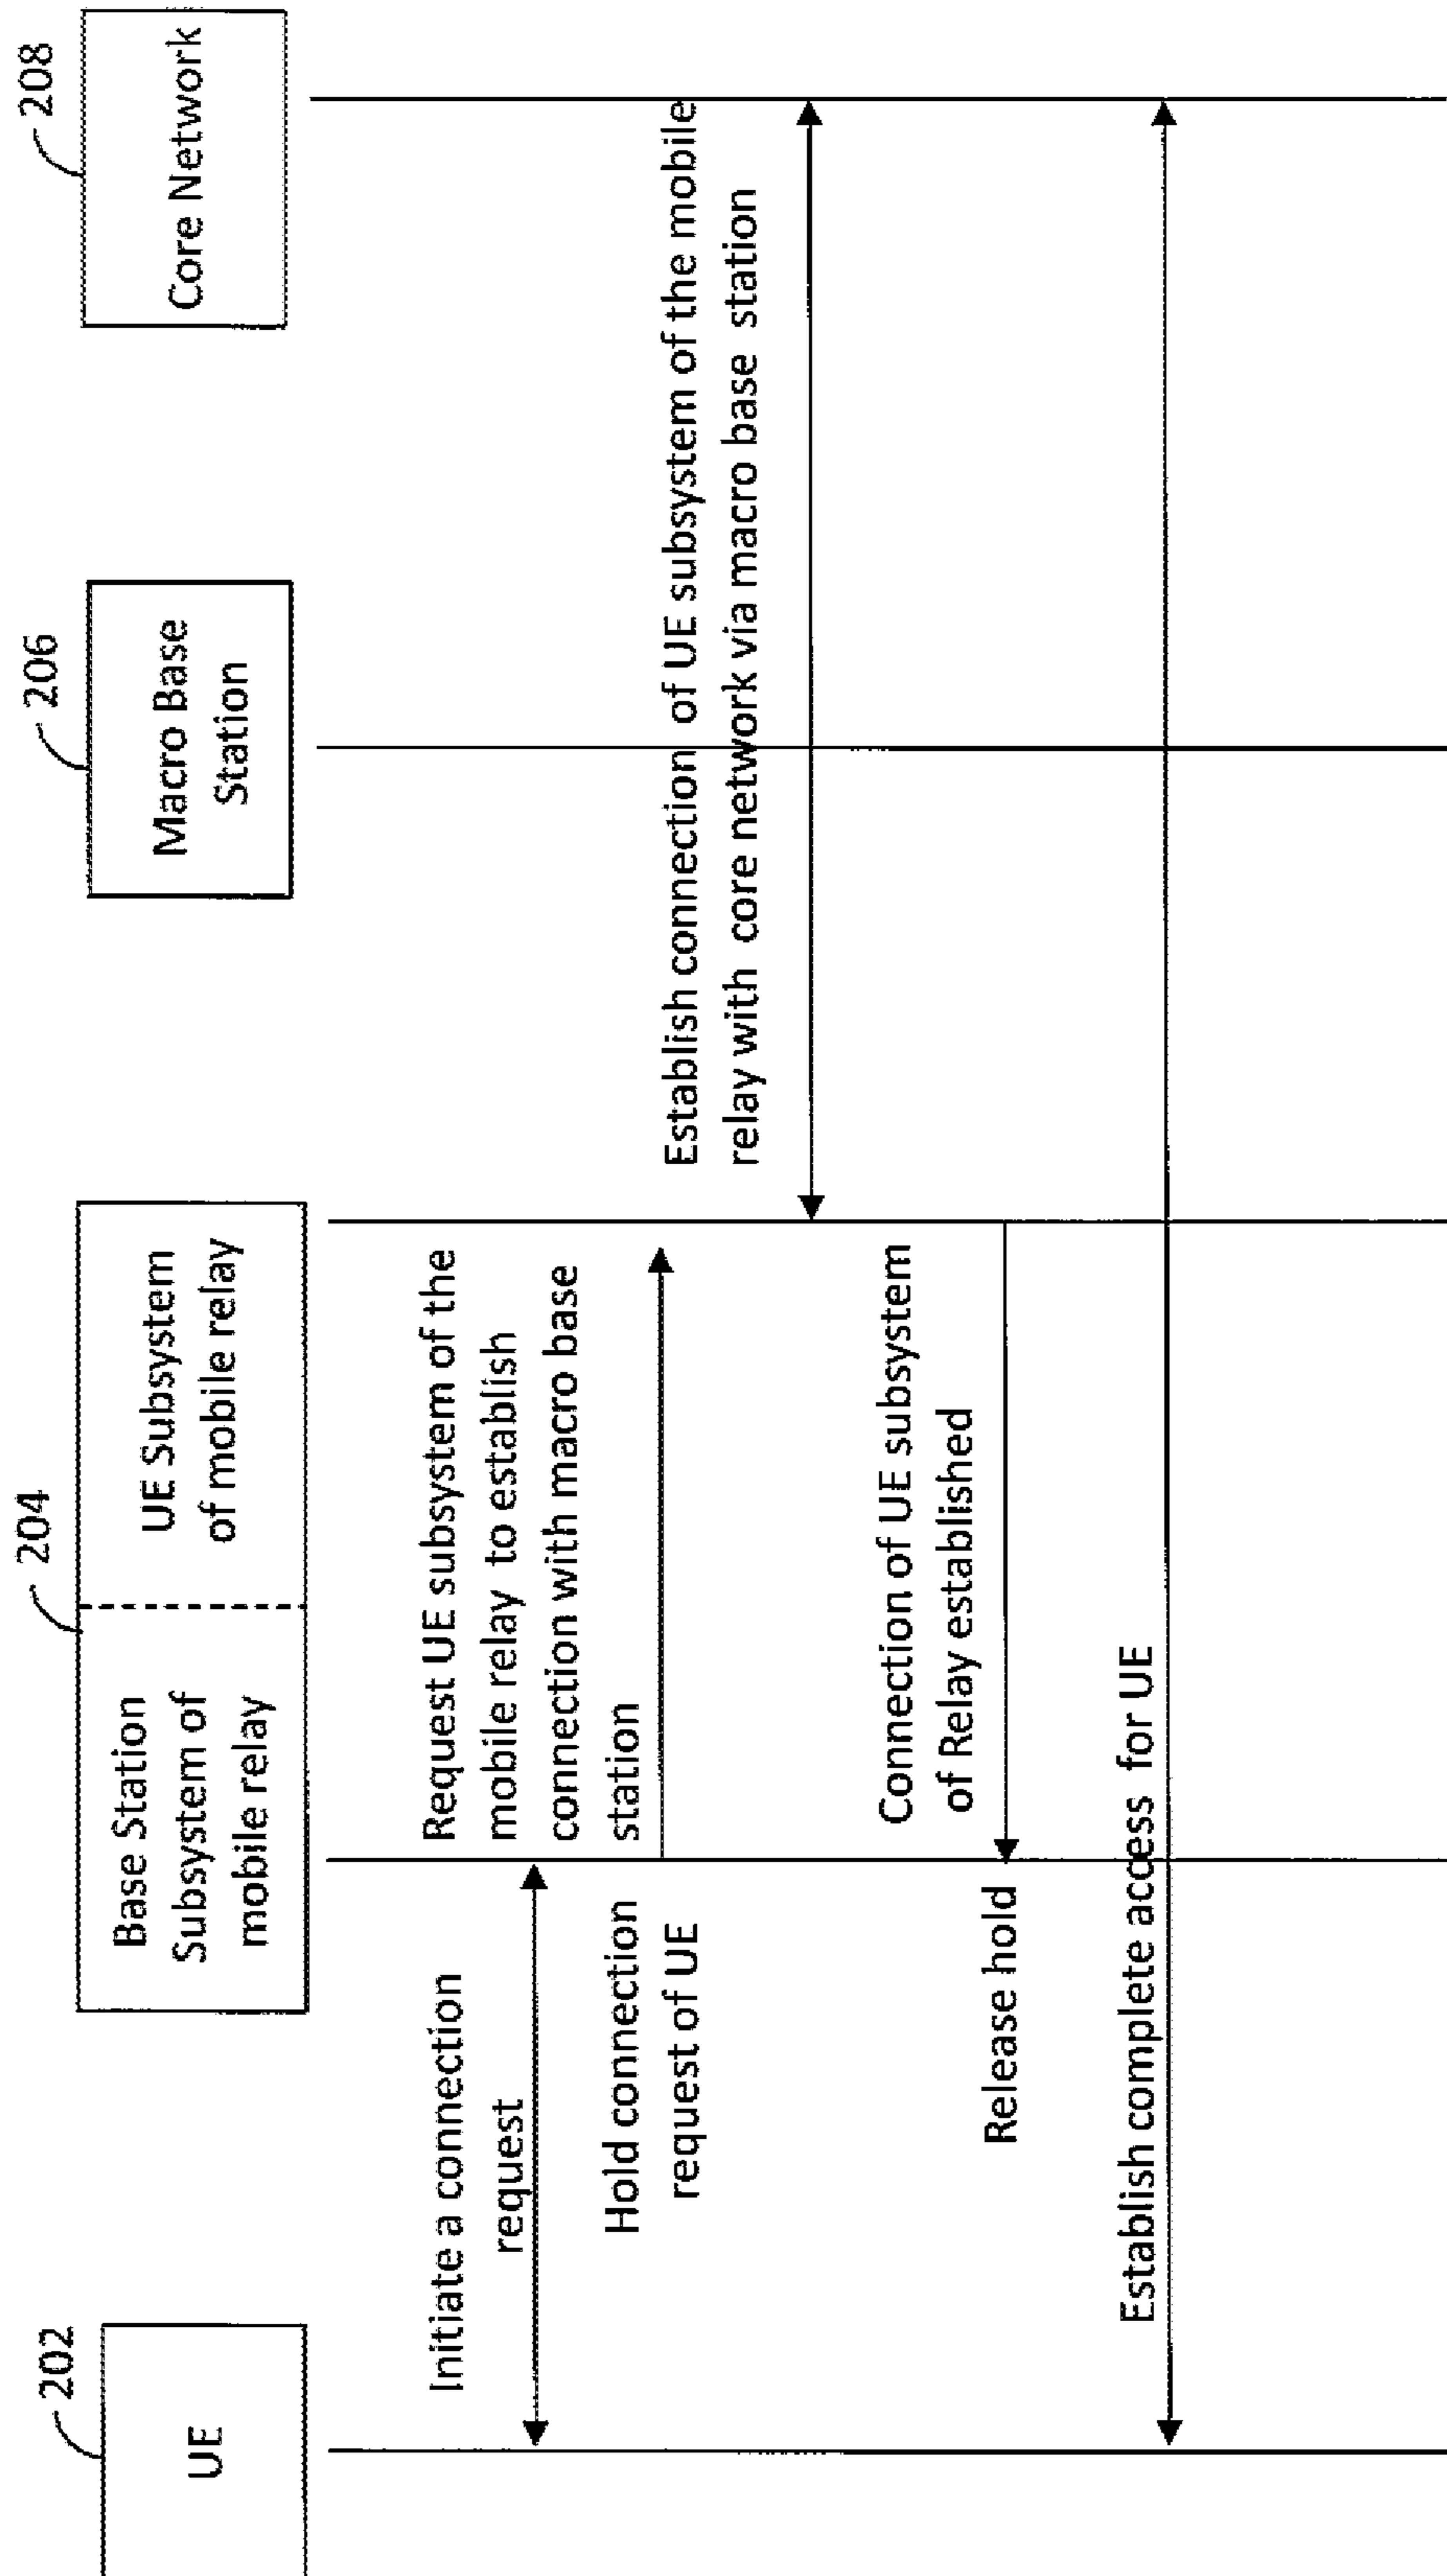 202
UE
204
Base Station
Subsystem of
mobile relay
UE Subsystem
of mobile relay
206
Macro Base
Station
208
Core Network
Initiate a connection
request
Request UE subsystem of the
mobile relay to establish
connection with macro base
station
Hold connection
request of UE
Establish connection of UE subsystem of the mobile
relay with core network via macro base station
Connection of UE subsystem
of Relay established
Release hold
Establish complete access for UE